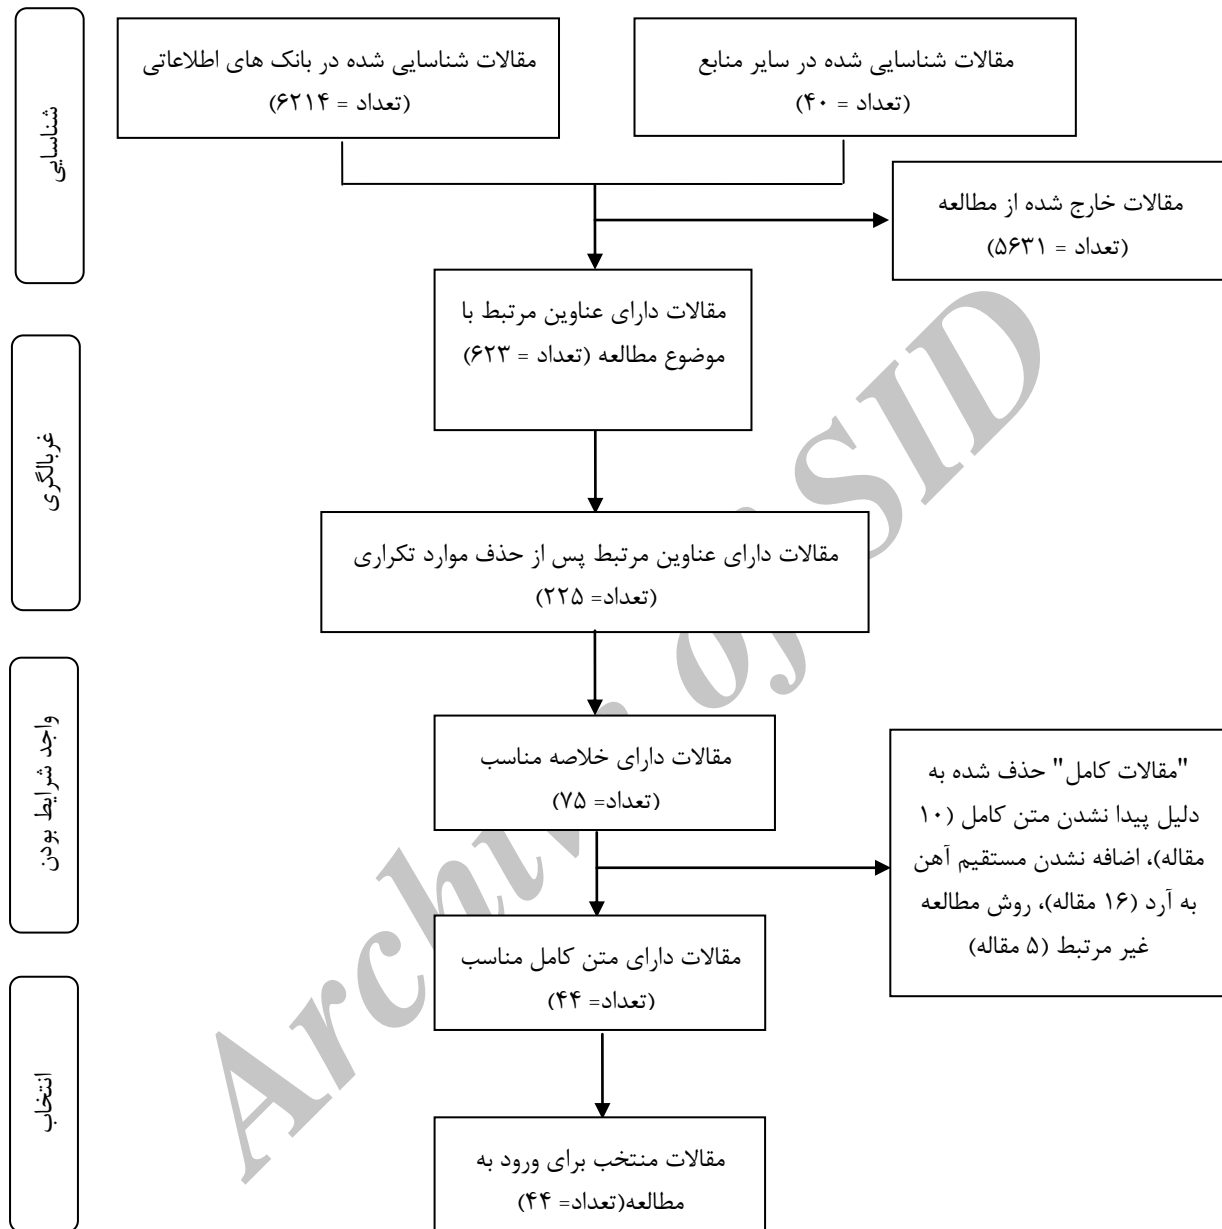 شناسایی
مقالات شناسایی شده در بانک های اطلاعاتی
(تعداد = ۶۲۱۴)
مقالات شناسایی شده در سایر منابع
(تعداد = ۴۰)
مقالات خارج شده از مطالعه
(تعداد = ۵۶۳۱)
مقالات دارای عناوین مرتبط با
موضوع مطالعه (تعداد = ۶۲۳)
غربالگری
مقالات دارای عناوین مرتبط پس از حذف موارد تکراری
(تعداد= ۲۲۵)
واجد شرایط بودن
مقالات دارای خلاصه مناسب
(تعداد= ۷۵)
"مقالات کامل" حذف شده به
دلیل پیدا نشدن متن کامل (۱۰
مقاله)، اضافه نشدن مستقیم آهن
به آرد (۱۶ مقاله)، روش مطالعه
غیر مرتبط (۵ مقاله)
مقالات دارای متن کامل مناسب
(تعداد= ۴۴)
انتخاب
مقالات منتخب برای ورود به
مطالعه(تعداد= ۴۴)
Archive of SID